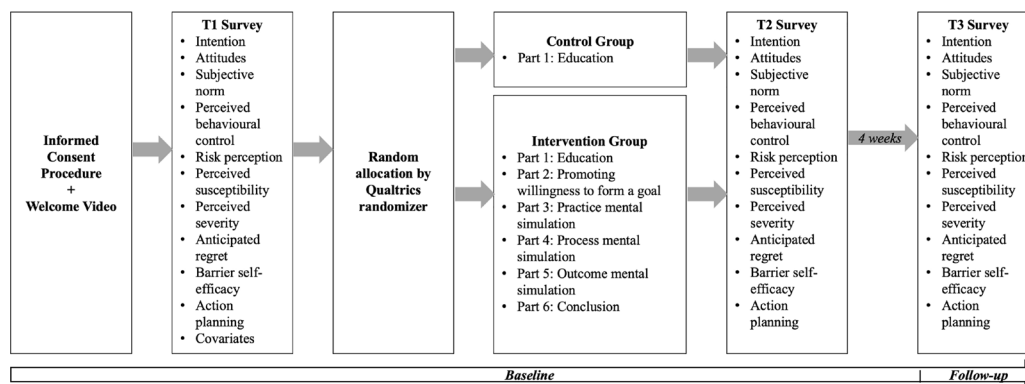 Informed
Consent
Procedure
+
Welcome Video
T1 Survey
• Intention
• Attitudes
• Subjective
norm
• Perceived
behavioural
control
• Risk perception
• Perceived
susceptibility
• Perceived
severity
• Anticipated
regret
• Barrier self-
efficacy
• Action
planning
• Covariates
Random
allocation by
Qualtrics
randomizer
Control Group
• Part 1: Education
Intervention Group
• Part 1: Education
• Part 2: Promoting
willingness to form a goal
• Part 3: Practice mental
simulation
• Part 4: Process mental
simulation
• Part 5: Outcome mental
simulation
• Part 6: Conclusion
T2 Survey
• Intention
• Attitudes
• Subjective
norm
• Perceived
behavioural
control
• Risk perception
• Perceived
susceptibility
• Perceived
severity
• Anticipated
regret
• Barrier self-
efficacy
• Action
planning
4 weeks
T3 Survey
• Intention
• Attitudes
• Subjective
norm
• Perceived
behavioural
control
• Risk perception
• Perceived
susceptibility
• Perceived
severity
• Anticipated
regret
• Barrier self-
efficacy
• Action
planning
Baseline
Follow-up